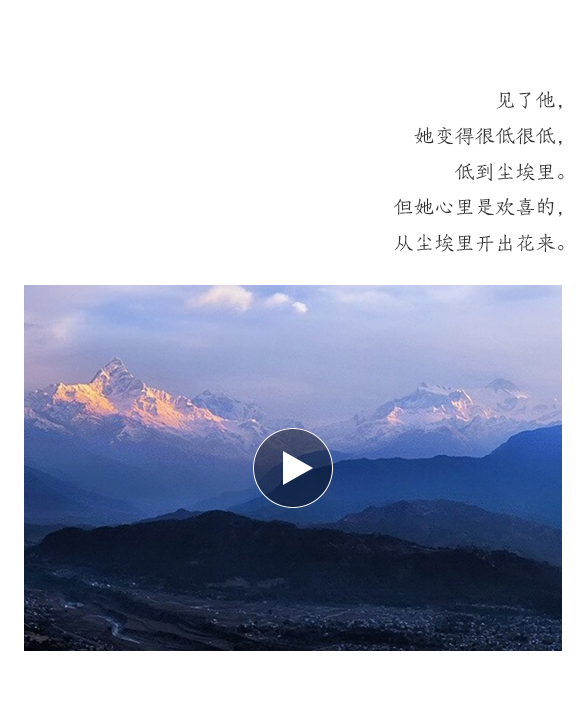 见了他，
她变得很低很低，
低到尘埃里。
但她心里是欢喜的，
从尘埃里开出花来。